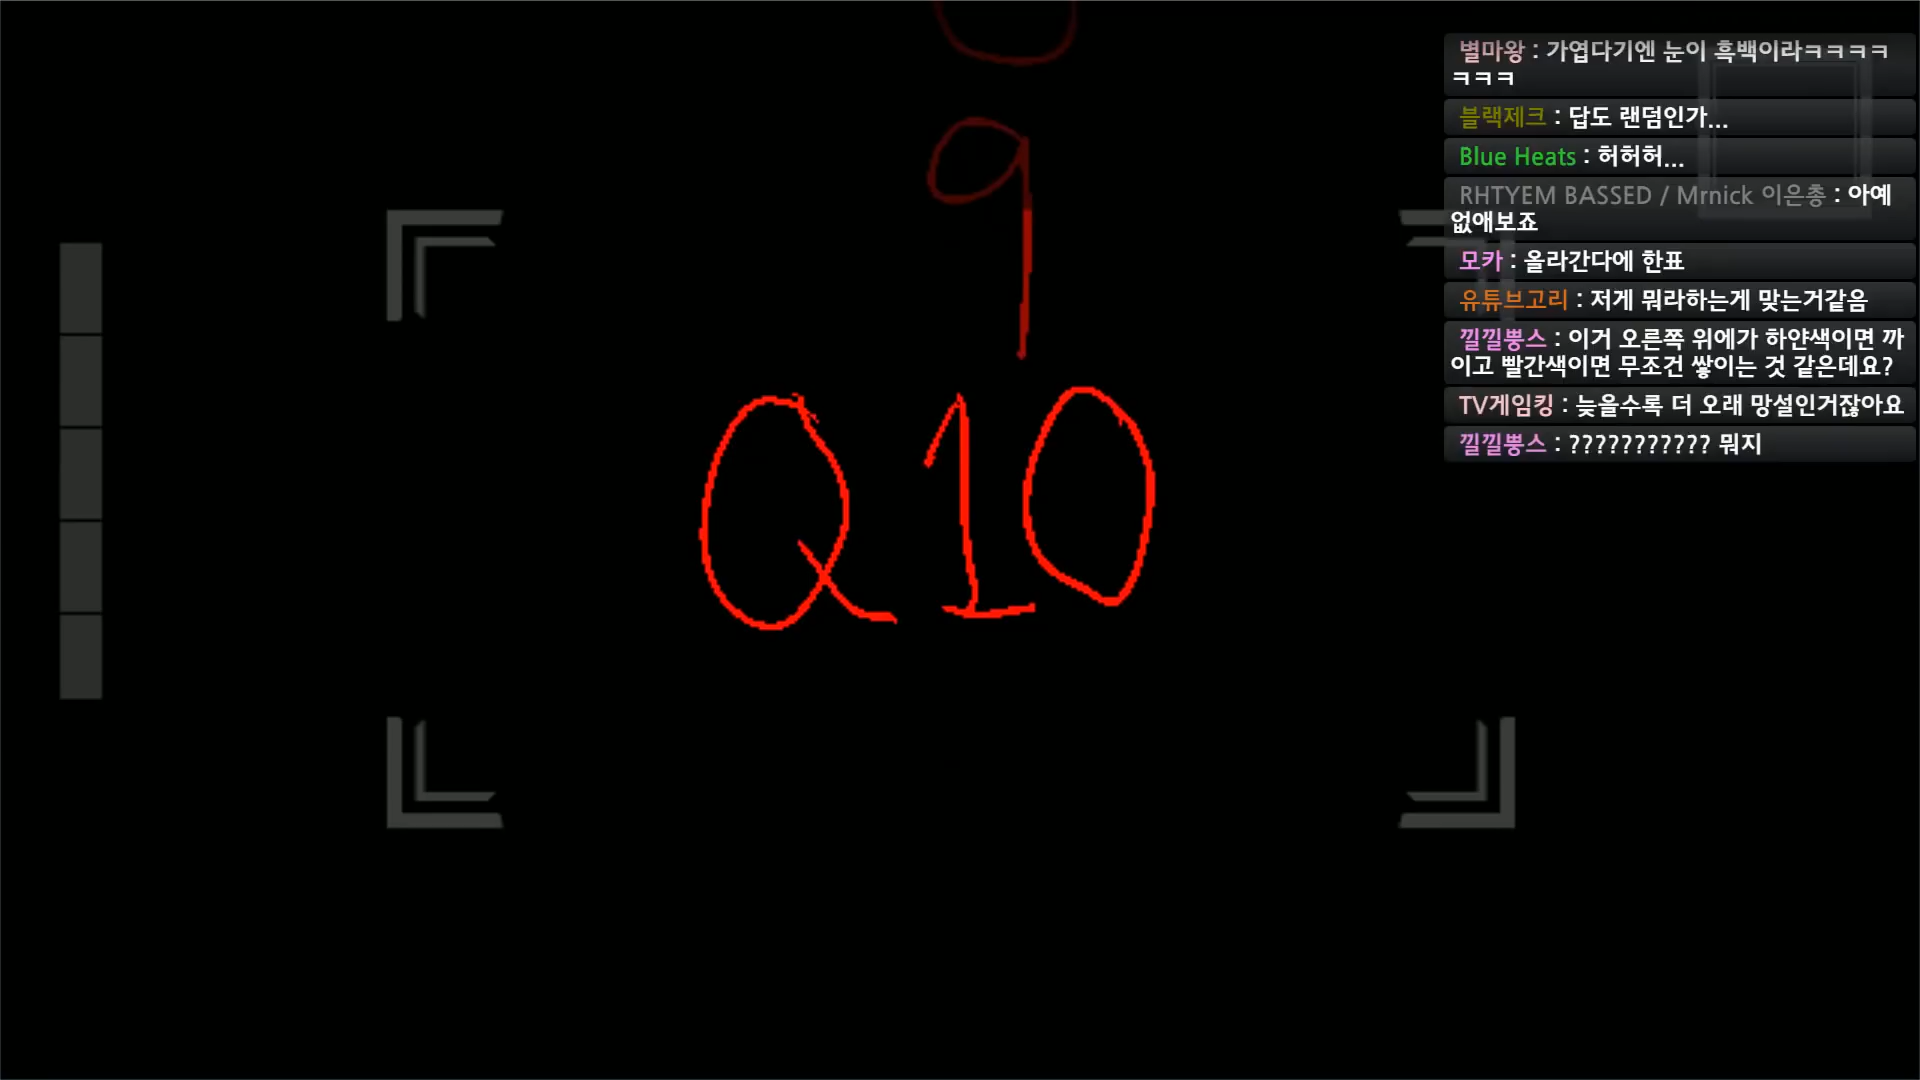 9
Q10
별마왕 : 가엽다기엔 눈이 흑백이라ㅋㅋㅋㅋ
ㅋㅋㅋ
블랙제크 : 답도 랜덤인가...
Blue Heats : 허허허...
RHTYEM BASSED / Mrnick 이은총 : 아예
없애보죠
모카 : 올라간다에 한표
유튜브고리 : 저게 뭐라하는게 맞는거같음
낄낄뿡스 : 이거 오른쪽 위에가 하얀색이면 까
이고 빨간색이면 무조건 쌓이는 것 같은데요?
TV게임킹 : 늦을수록 더 오래 망설인거잖아요
낄낄뿡스 : ??????????? 뭐지